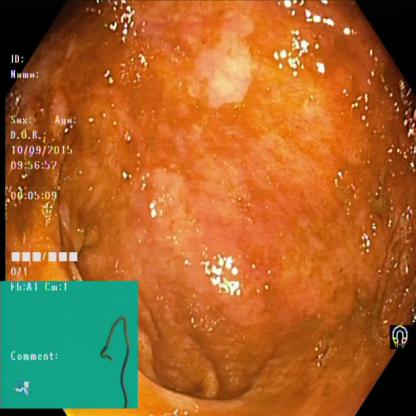 ID:
Name:
Sex: Age:
D.O.B.:
10/09/2015
09:56:57
00:05:09
0/1
Eh:A1 Cm:1
Comment: